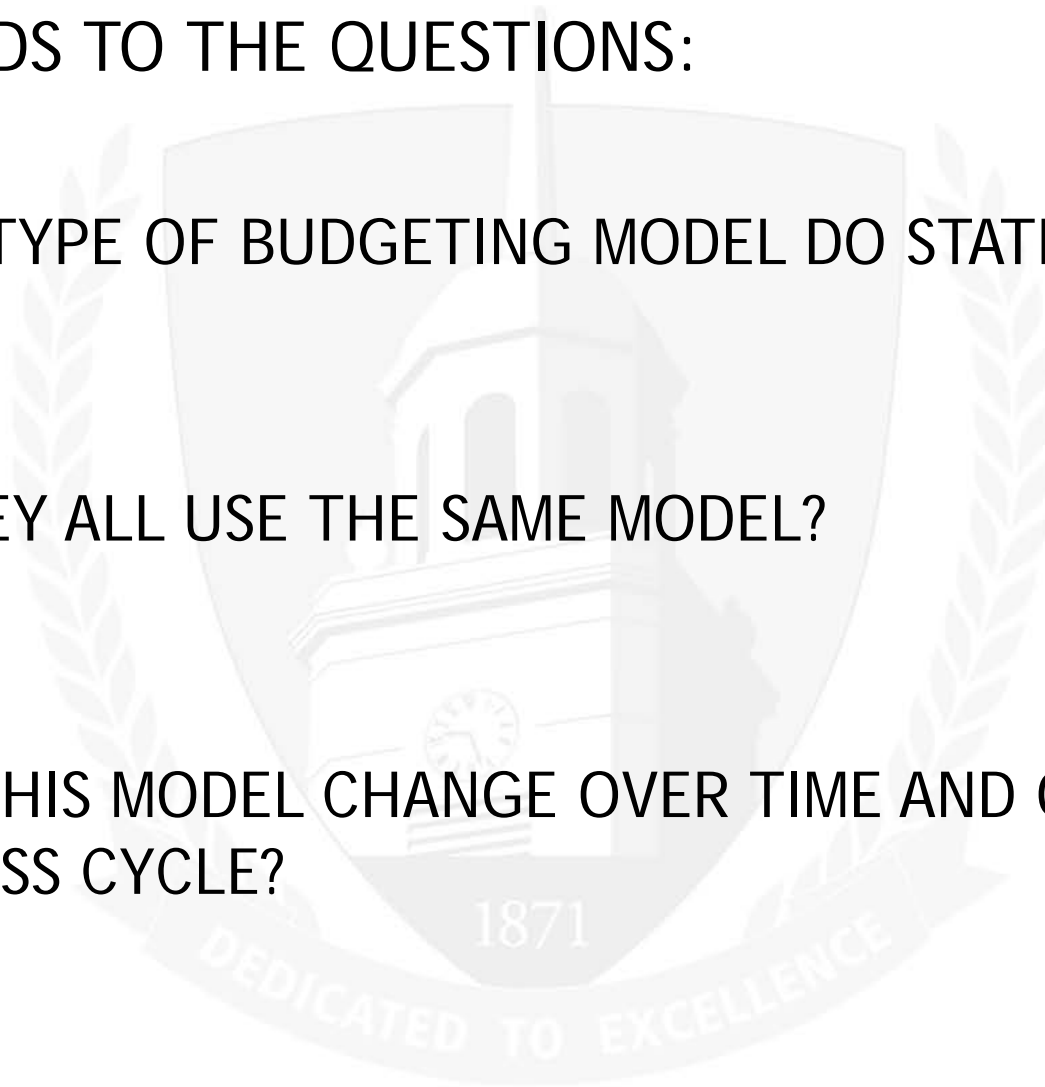 DS TO THE QUESTIONS:
TYPE OF BUDGETING MODEL DO STAT
EY ALL USE THE SAME MODEL?
HIS MODEL CHANGE OVER TIME AND
SS CYCLE?
1871
DEDICATED TO EXCELLENCE